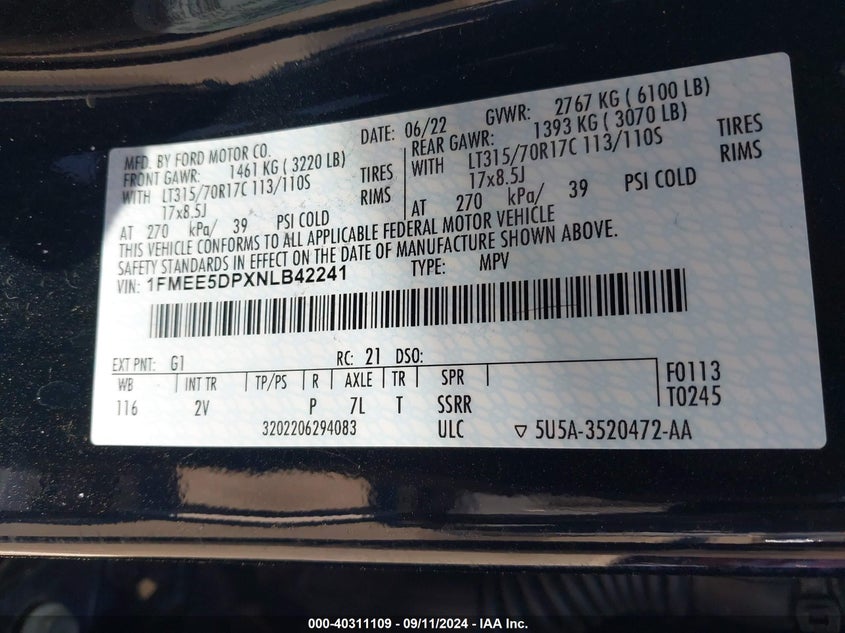 MFD. BY FORD MOTOR CO. DATE: 06/22 GVWR: 2767 KG ( 6100 LB)
FRONT GAWR: 1461 KG ( 3220 LB) REAR GAWR: 1393 KG ( 3070 LB)
WITH LT315/70R17C 113/110S TIRES WITH LT315/70R17C 113/110S TIRES
17x8.5J RIMS 17x8.5J RIMS
AT 270 kPa/ 39 PSI COLD AT 270 kPa/ 39 PSI COLD
THIS VEHICLE CONFORMS TO ALL APPLICABLE FEDERAL MOTOR VEHICLE
SAFETY STANDARDS IN EFFECT ON THE DATE OF MANUFACTURE SHOWN ABOVE.
VIN: 1FMEE5DPXNLB42241 TYPE: MPV
EXT PNT: G1 RC: 21 DSO:
WB INT TR TP/PS R AXLE TR SPR F0113
116 2V P 7L T SSRR T0245
3202206294083 ULC ▽ 5U5A-3520472-AA
000-40311109 - 09/11/2024 - IAA Inc.